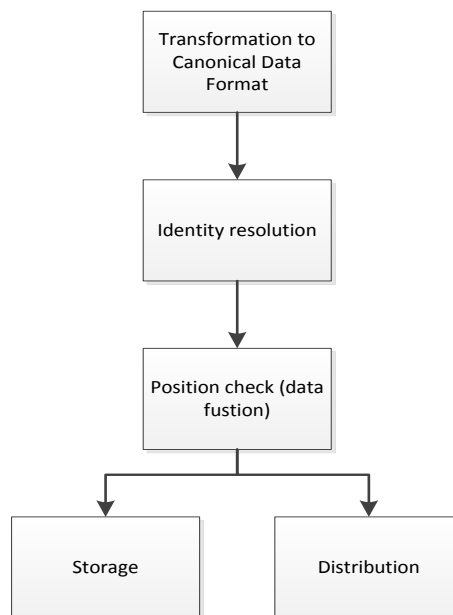 Transformation to
Canonical Data
Format
Identity resolution
Position check (data
fustion)
Storage
Distribution